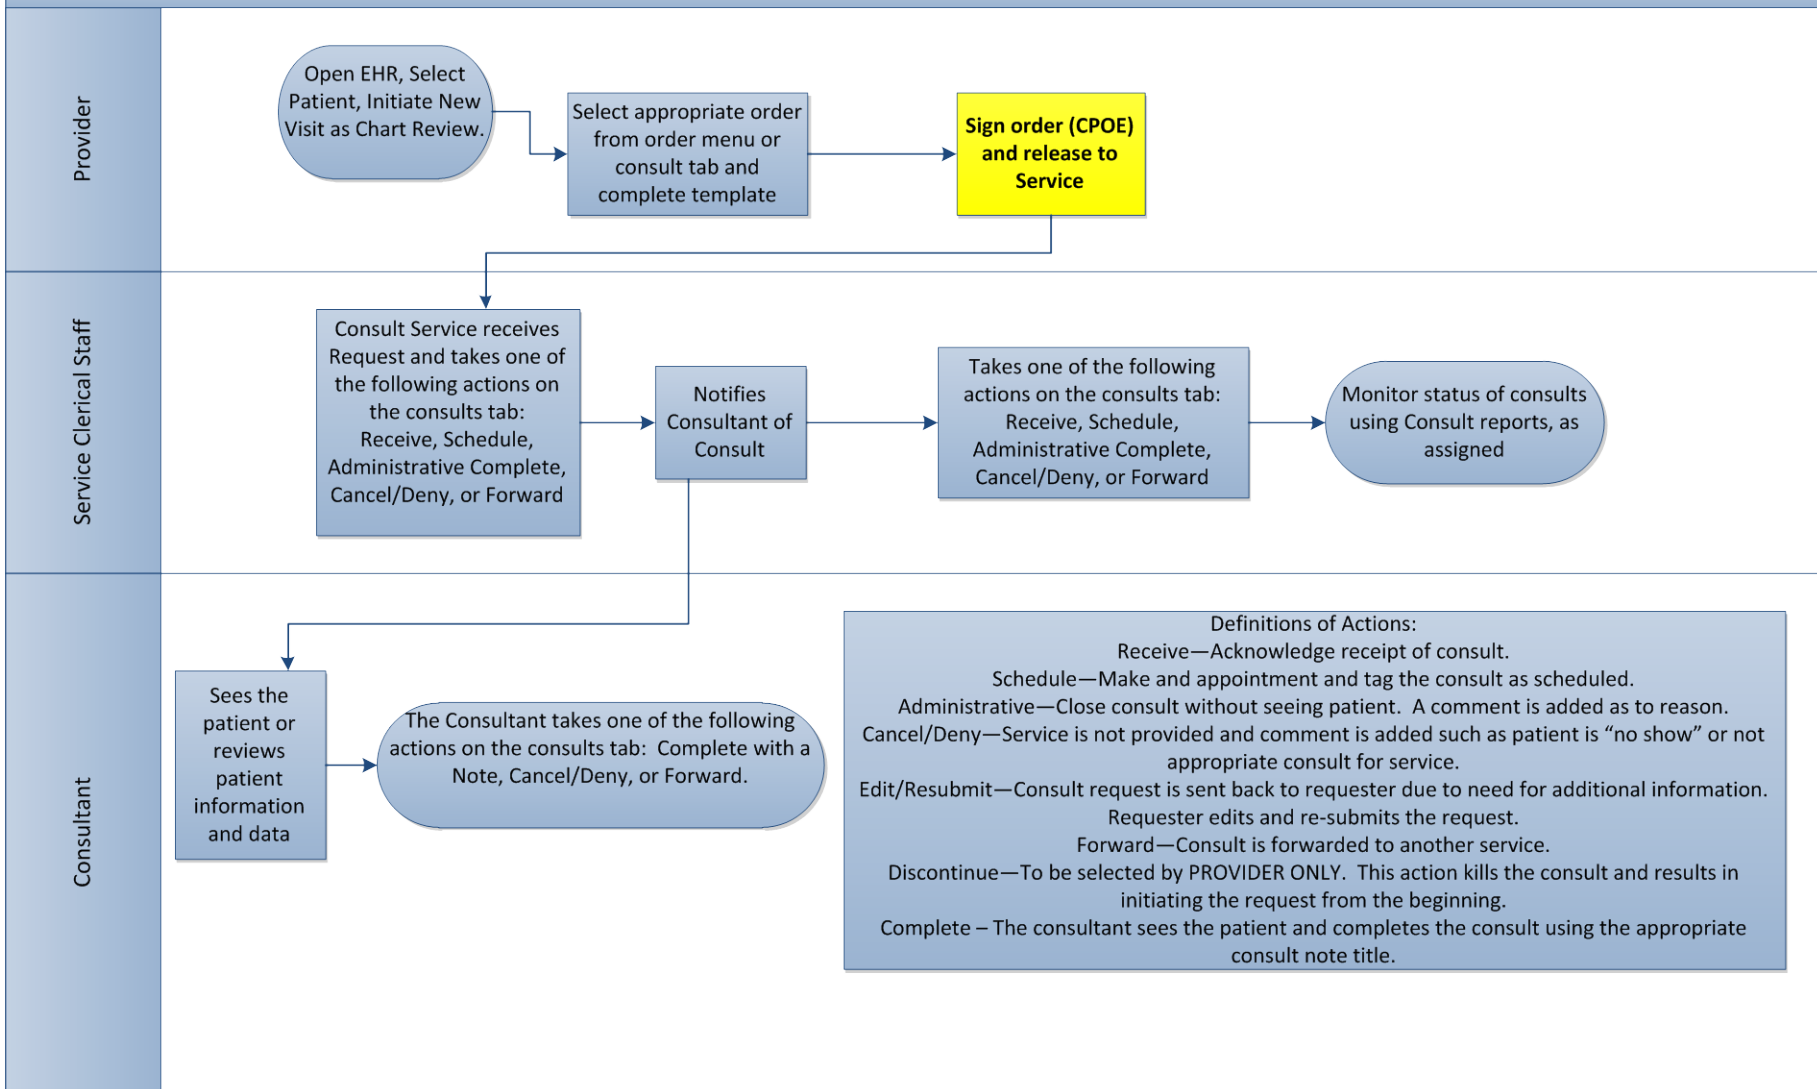 Provider
Open EHR, Select
Patient, Initiate New
Visit as Chart Review.
Select appropriate order
from order menu or
consult tab and
complete template
Sign order (CPOE)
and release to
Service
Service Clerical Staff
Consult Service receives
Request and takes one of
the following actions on
the consults tab:
Receive, Schedule,
Administrative Complete,
Cancel/Deny, or Forward
Notifies
Consultant of
Consult
Takes one of the following
actions on the consults tab:
Receive, Schedule,
Administrative Complete,
Cancel/Deny, or Forward
Monitor status of consults
using Consult reports, as
assigned
Consultant
Sees the
patient or
reviews
patient
information
and data
The Consultant takes one of the following
actions on the consults tab:  Complete with a
Note, Cancel/Deny, or Forward.
Definitions of Actions:
Receive—Acknowledge receipt of consult.
Schedule—Make and appointment and tag the consult as scheduled.
Administrative—Close consult without seeing patient.  A comment is added as to reason.
Cancel/Deny—Service is not provided and comment is added such as patient is “no show” or not
appropriate consult for service.
Edit/Resubmit—Consult request is sent back to requester due to need for additional information.
Requester edits and re-submits the request.
Forward—Consult is forwarded to another service.
Discontinue—To be selected by PROVIDER ONLY.  This action kills the consult and results in
initiating the request from the beginning.
Complete – The consultant sees the patient and completes the consult using the appropriate
consult note title.